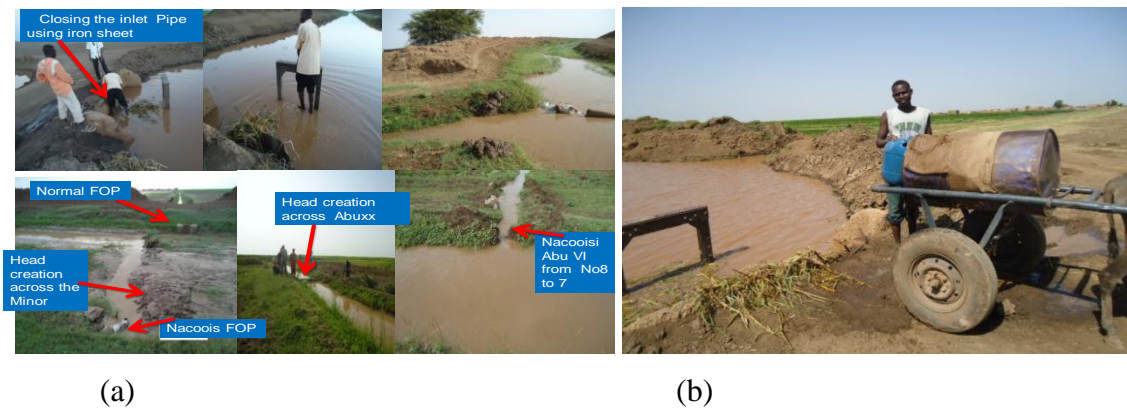 Closing the inlet Pipe
using iron sheet
Normal FOP
Head
creation
across the
Minor
Nacoois FOP
Head creation
across Abuxx
Nacooisi
Abu VI
from No8
to 7
(a)
(b)